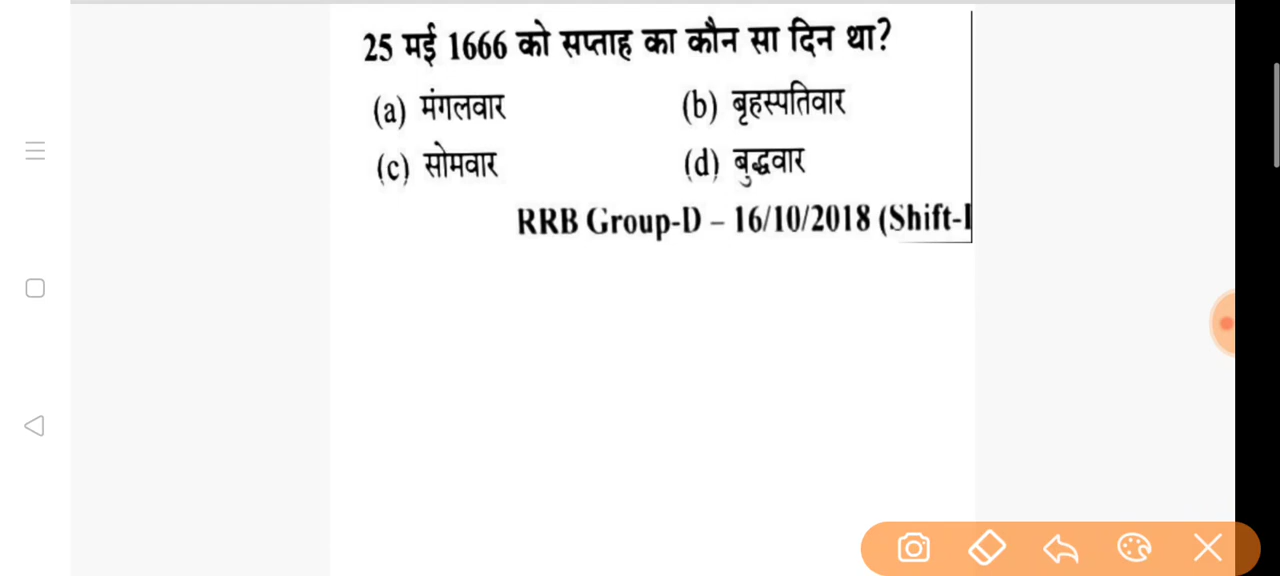 25 मई 1666 को सप्ताह का कौन सा दिन था?
(a) मंगलवार (b) बृहस्पतिवार
(c) सोमवार (d) बुद्धवार
RRB Group-D – 16/10/2018 (Shift-I